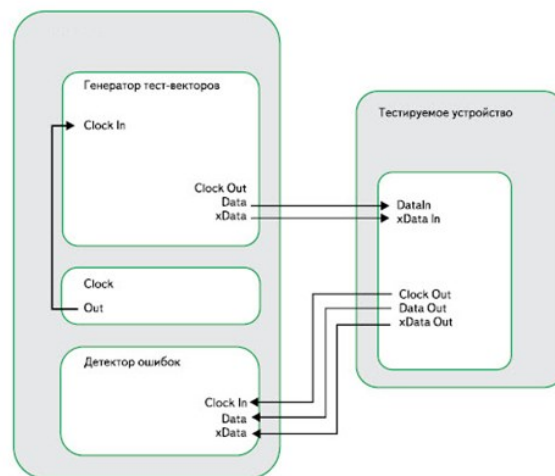 Генератор тест-векторов
Clock In
Clock Out
Data
xData
Clock
Out
Детектор ошибок
Clock In
Data
xData
Тестируемое устройство
DataIn
xData In
Clock Out
Data Out
xData Out